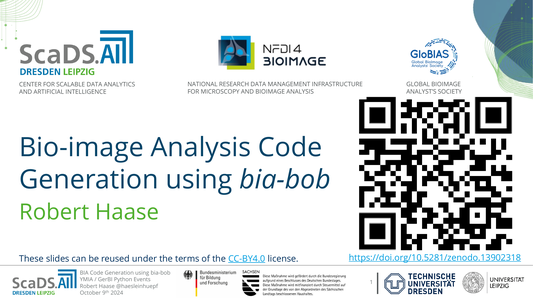 ScaDS.AI
DRESDEN LEIPZIG
CENTER FOR SCALABLE DATA ANALYTICS
AND ARTIFICIAL INTELLIGENCE
NFDI4
BIOIMAGE
NATIONAL RESEARCH DATA MANAGEMENT INFRASTRUCTURE
FOR MICROSCOPY AND BIOIMAGE ANALYSIS
GloBIAS
Global BioImage
Analysts' Society
GLOBAL BIOIMAGE
ANALYST'S SOCIETY
Bio-image Analysis Code
Generation using bia-bob
Robert Haase
These slides can be reused under the terms of the CC-BY4.0 license.
https://doi.org/10.5281/zenodo.13902318
ScaDS.AI
DRESDEN LEIPZIG
BIA Code Generation using bia-bob
YMIA / GerBI Python Events
Robert Haase @haesleinhuepf
October 9th 2024
Bundesministerium
für Bildung
und Forschung
SACHSEN
Diese Maßnahme wird gefördert durch die Bundesregierung
aufgrund eines Beschlusses des Deutschen Bundestages.
Diese Maßnahme wird mitfinanziert durch Steuermittel auf
der Grundlage des von den Abgeordneten des Sächsischen
Landtags beschlossenen Haushaltes.
1
TECHNISCHE
UNIVERSITÄT
DRESDEN
UNIVERSITÄT
LEIPZIG